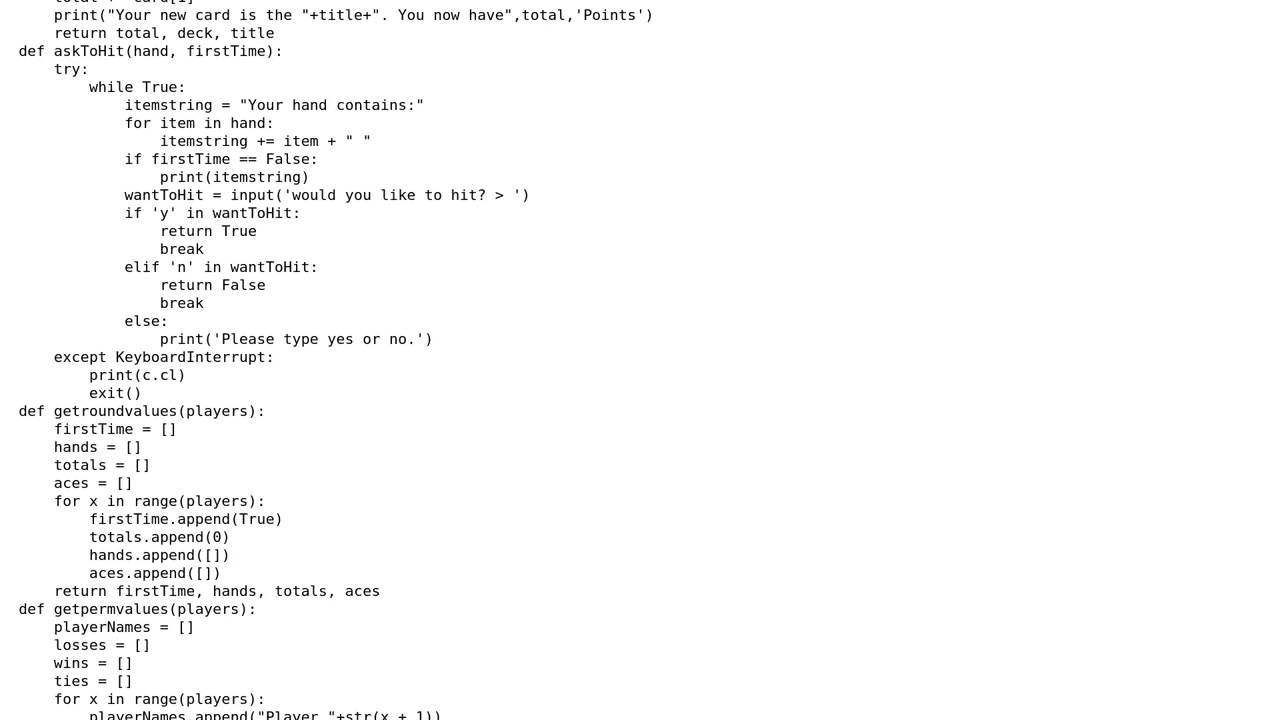 print("Your new card is the "+title+". You now have",total,'Points')
return total, deck, title
def askToHit(hand, firstTime):
try:
while True:
itemstring = "Your hand contains:"
for item in hand:
itemstring += item + " "
if firstTime == False:
print(itemstring)
wantToHit = input('would you like to hit? > ')
if 'y' in wantToHit:
return True
break
elif 'n' in wantToHit:
return False
break
else:
print('Please type yes or no.')
except KeyboardInterrupt:
print(c.cl)
exit()
def getroundvalues(players):
firstTime = []
hands = []
totals = []
aces = []
for x in range(players):
firstTime.append(True)
totals.append(0)
hands.append([])
aces.append([])
return firstTime, hands, totals, aces
def getpermvalues(players):
playerNames = []
losses = []
wins = []
ties = []
for x in range(players):
playerNames.append("Player "+str(x + 1))